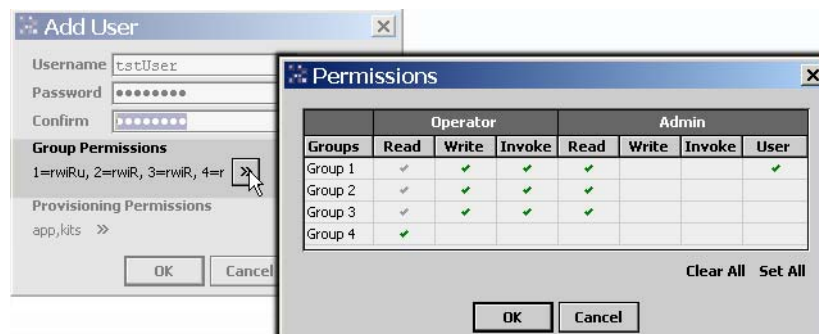 Add User
Username tstUser
Password
Confirm
Group Permissions
1=rwiRu, 2=rwiR, 3=rwiR, 4=r »
Provisioning Permissions
app,kits »
OK Cancel
Permissions
Operator Admin
Groups Read Write Invoke Read Write Invoke User
Group 1
Group 2
Group 3
Group 4
Clear All Set All
OK Cancel